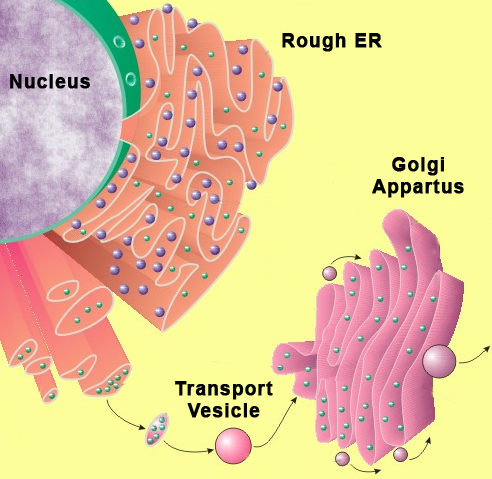 Nucleus
Rough ER
Golgi
Appartus
Transport
Vesicle